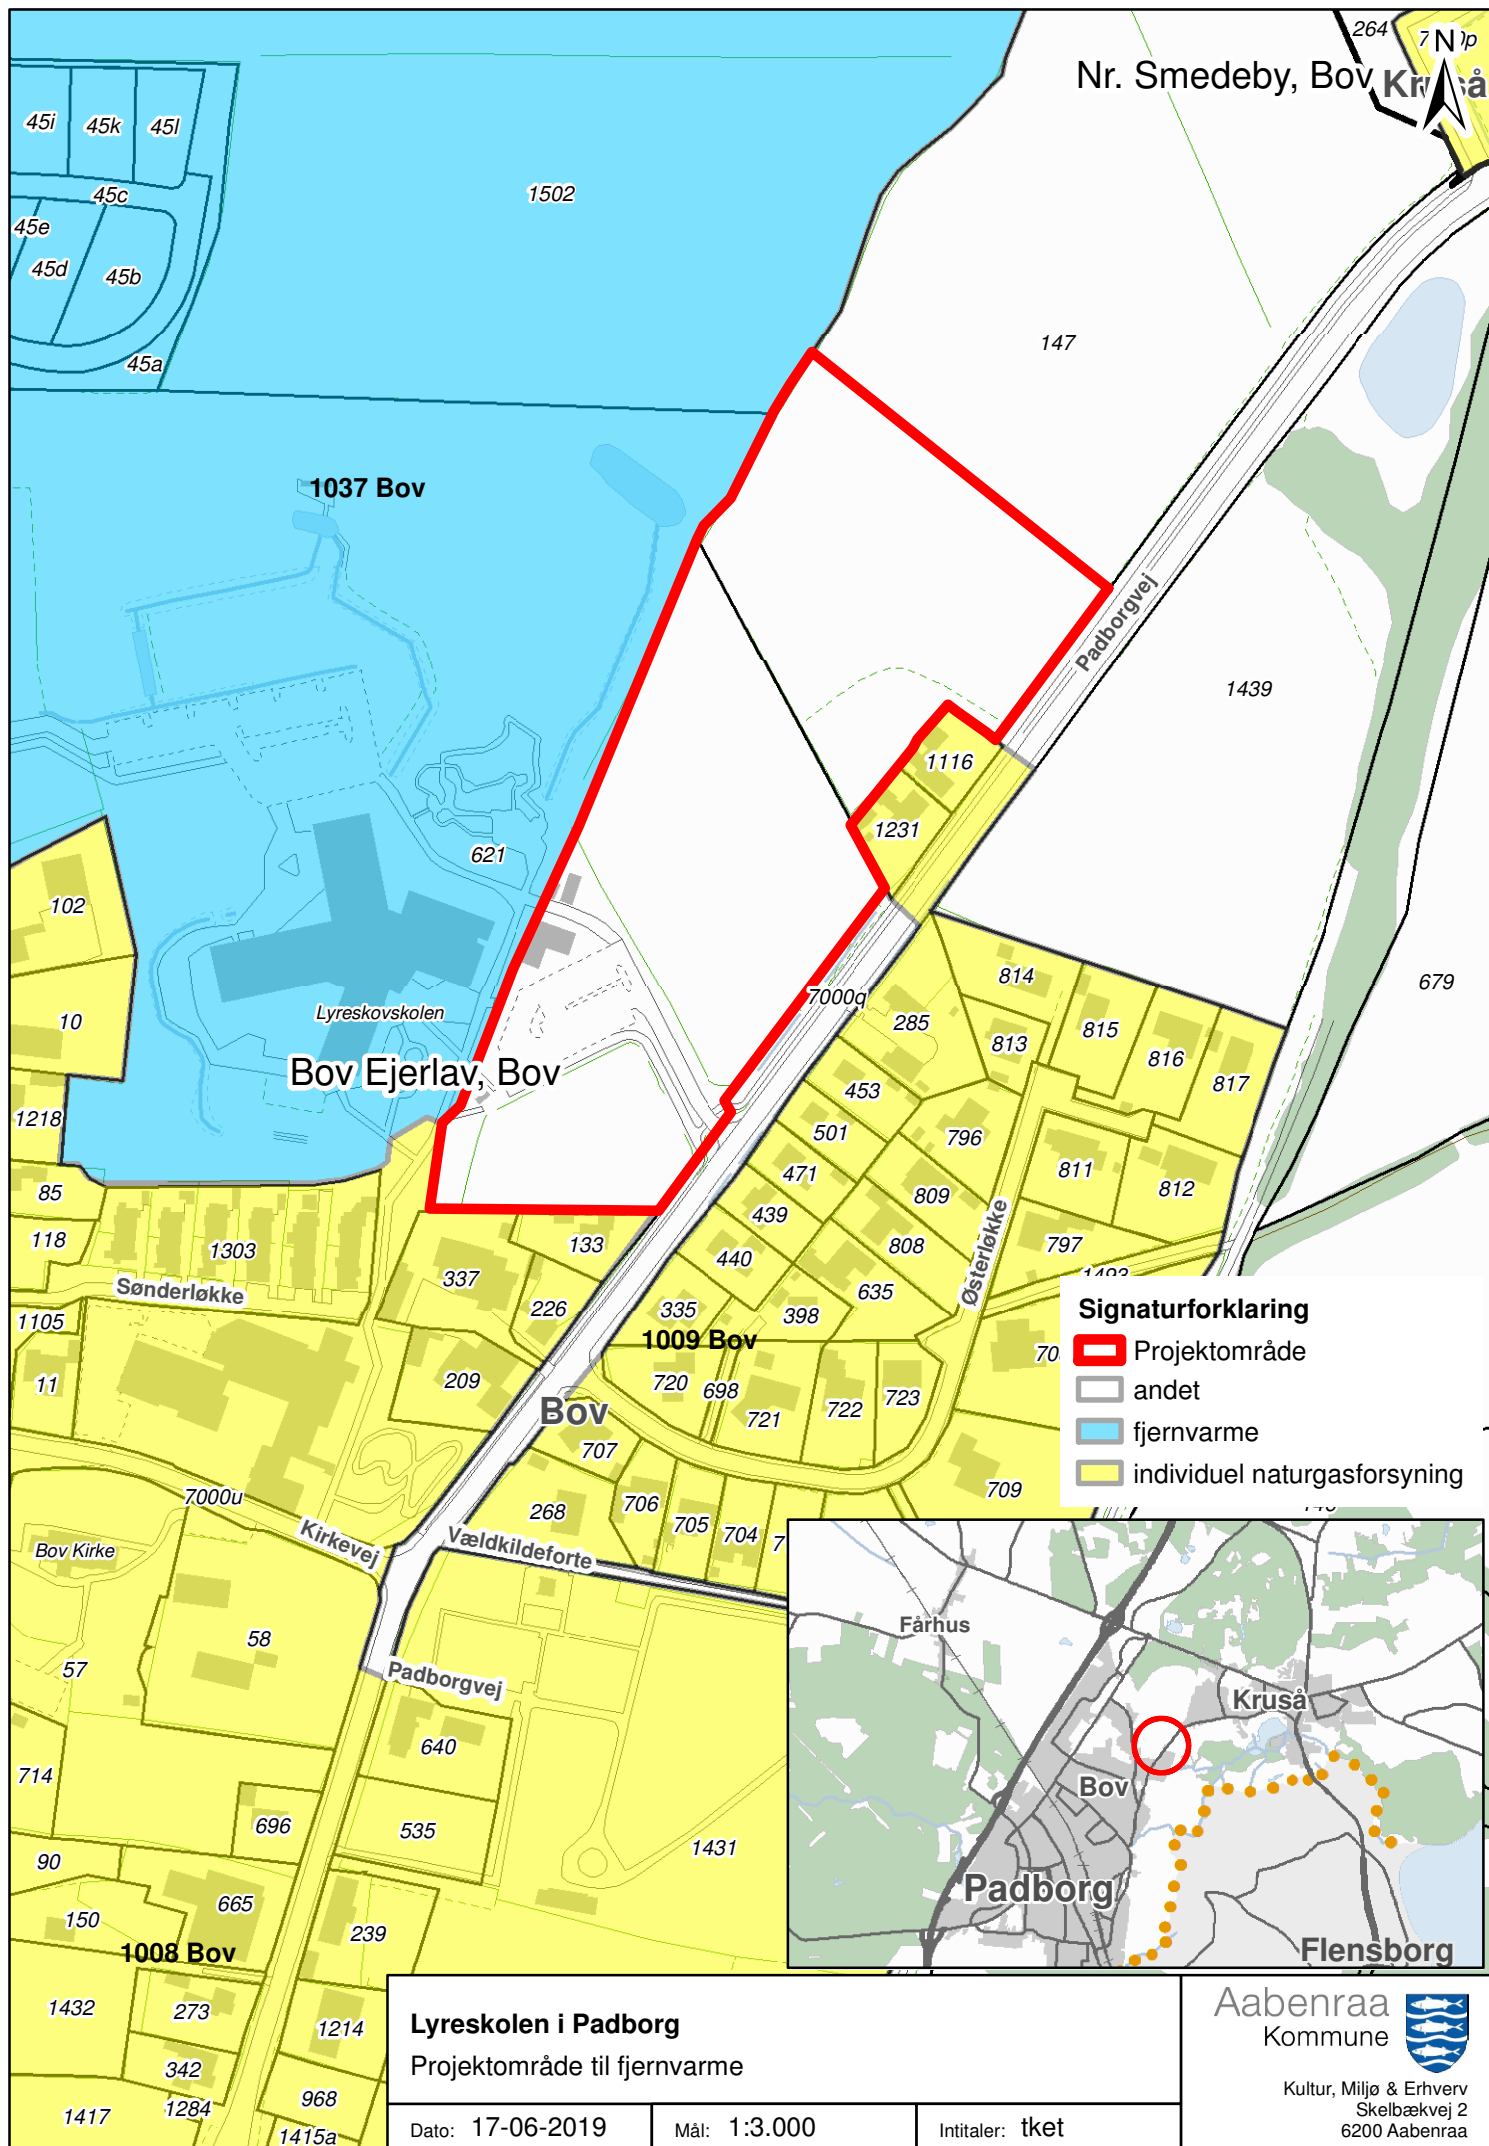 264
Nr. Smedeby, Bov
Kruså
N
45i
45k
45l
45c
1502
45e
45d
45b
45a
147
1037 Bov
Padborgvej
1439
1116
1231
621
102
7000q
814
285
815
679
10
Lyreskovskolen
813
816
817
Bov Ejerlav, Bov
453
1218
501
796
471
811
812
85
809
439
118
1303
133
808
797
440
337
Østerløkke
1493
Sønderløkke
226
635
335
398
1105
1009 Bov
11
209
720
698
721
722
723
Bov
707
709
7000u
268
706
705
704
Kirkevej
Vældkildeforte
Bov Kirke
58
57
Padborgvej
640
714
696
535
1431
90
665
150
239
1008 Bov
1432
273
1214
342
968
1417
1284
1415a
Signaturforklaring
Projektområde
andet
fjernvarme
individuel naturgasforsyning
Fårhus
Kruså
Bov
Padborg
Flensborg
Lyreskolen i Padborg
Projektområde til fjernvarme
Dato: 17-06-2019
Mål: 1:3.000
Intitaler: tket
Aabenraa
Kommune
Kultur, Miljø & Erhverv
Skelbækvej 2
6200 Aabenraa